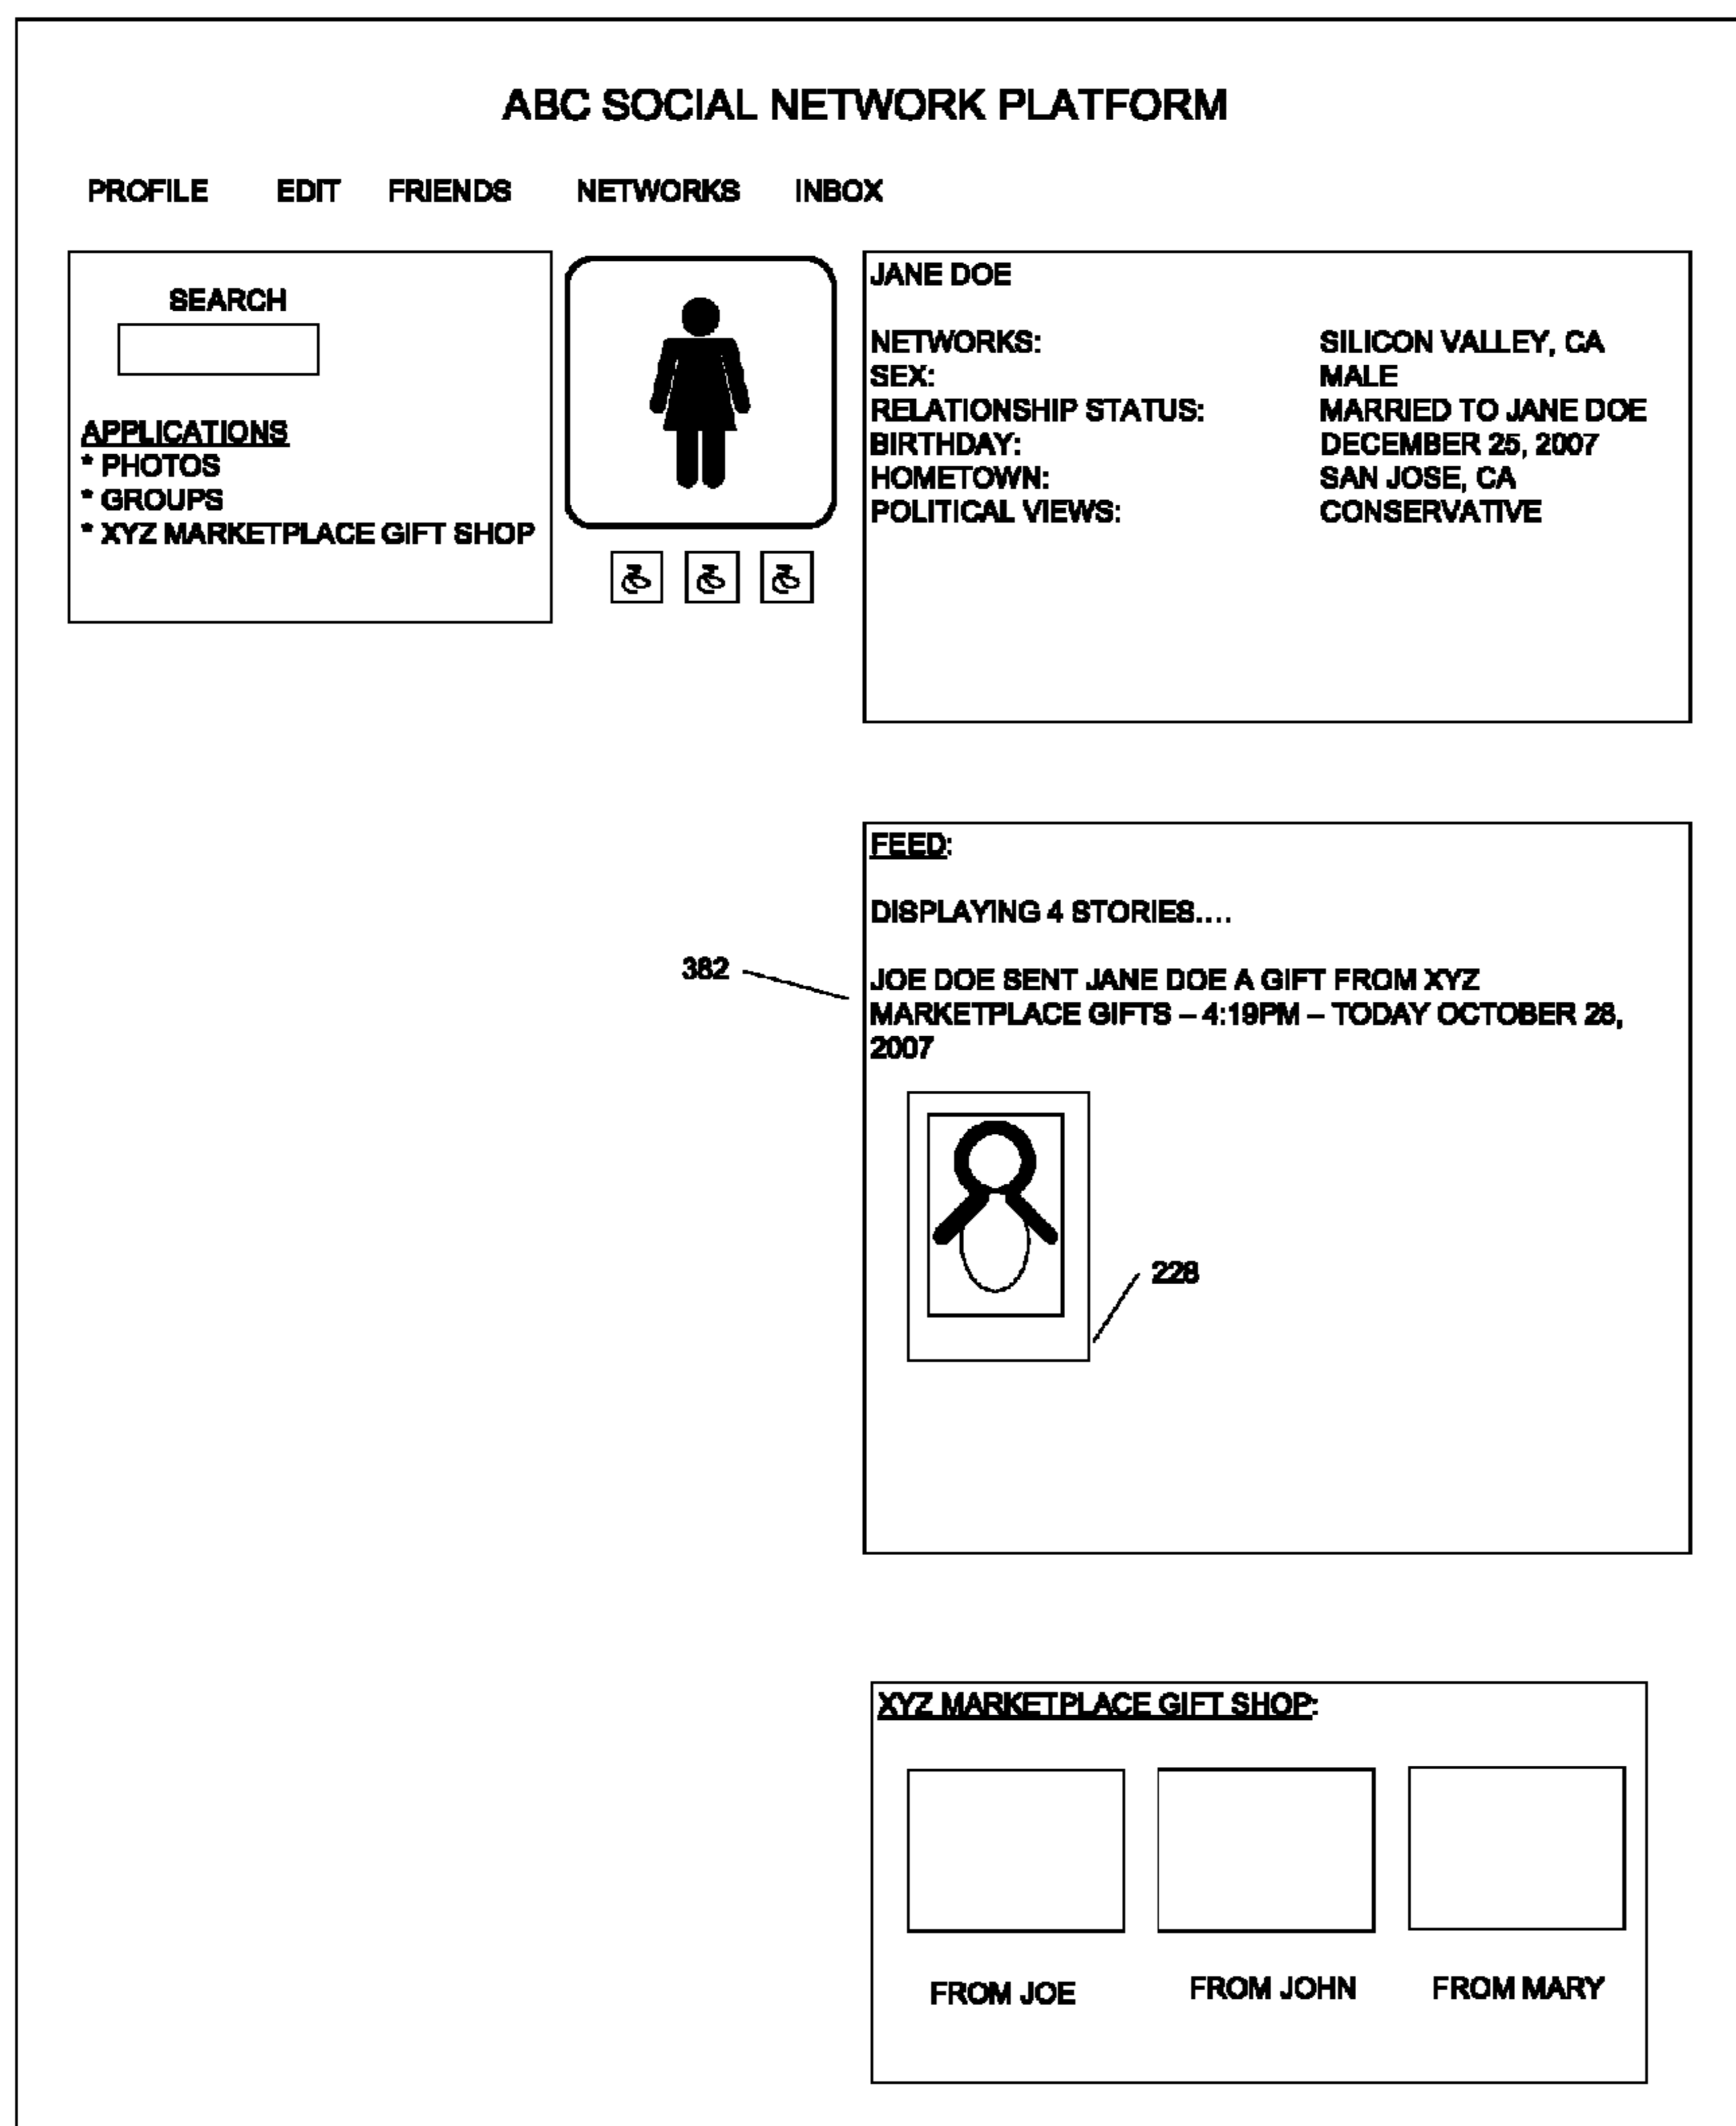 ABC SOCIAL NETWORK PLATFORM
PROFILE EDIT FRIENDS NETWORKS INBOX
SEARCH
APPLICATIONS
* PHOTOS
* GROUPS
* XYZ MARKETPLACE GIFT SHOP
JANE DOE
NETWORKS: SILICON VALLEY, CA
SEX: MALE
RELATIONSHIP STATUS: MARRIED TO JANE DOE
BIRTHDAY: DECEMBER 25, 2007
HOMETOWN: SAN JOSE, CA
POLITICAL VIEWS: CONSERVATIVE
FEED:
DISPLAYING 4 STORIES....
382
JOE DOE SENT JANE DOE A GIFT FROM XYZ
MARKETPLACE GIFTS – 4:19PM – TODAY OCTOBER 28,
2007
228
XYZ MARKETPLACE GIFT SHOP:
FROM JOE FROM JOHN FROM MARY